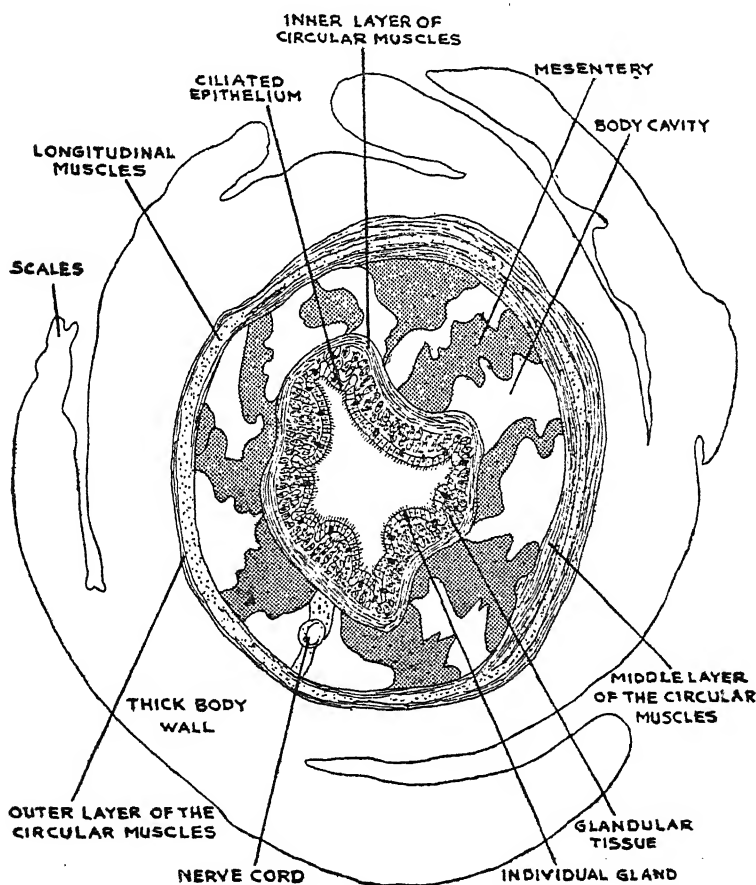 INNER LAYER OF
CIRCULAR MUSCLES
CILIATED
EPITHELIUM
MESENTERY
BODY CAVITY
LONGITUDINAL
MUSCLES
SCALES
THICK BODY
WALL
MIDDLE LAYER
OF THE CIRCULAR
MUSCLES
OUTER LAYER OF THE
CIRCULAR MUSCLES
GLANDULAR
TISSUE
NERVE CORD
INDIVIDUAL GLAND